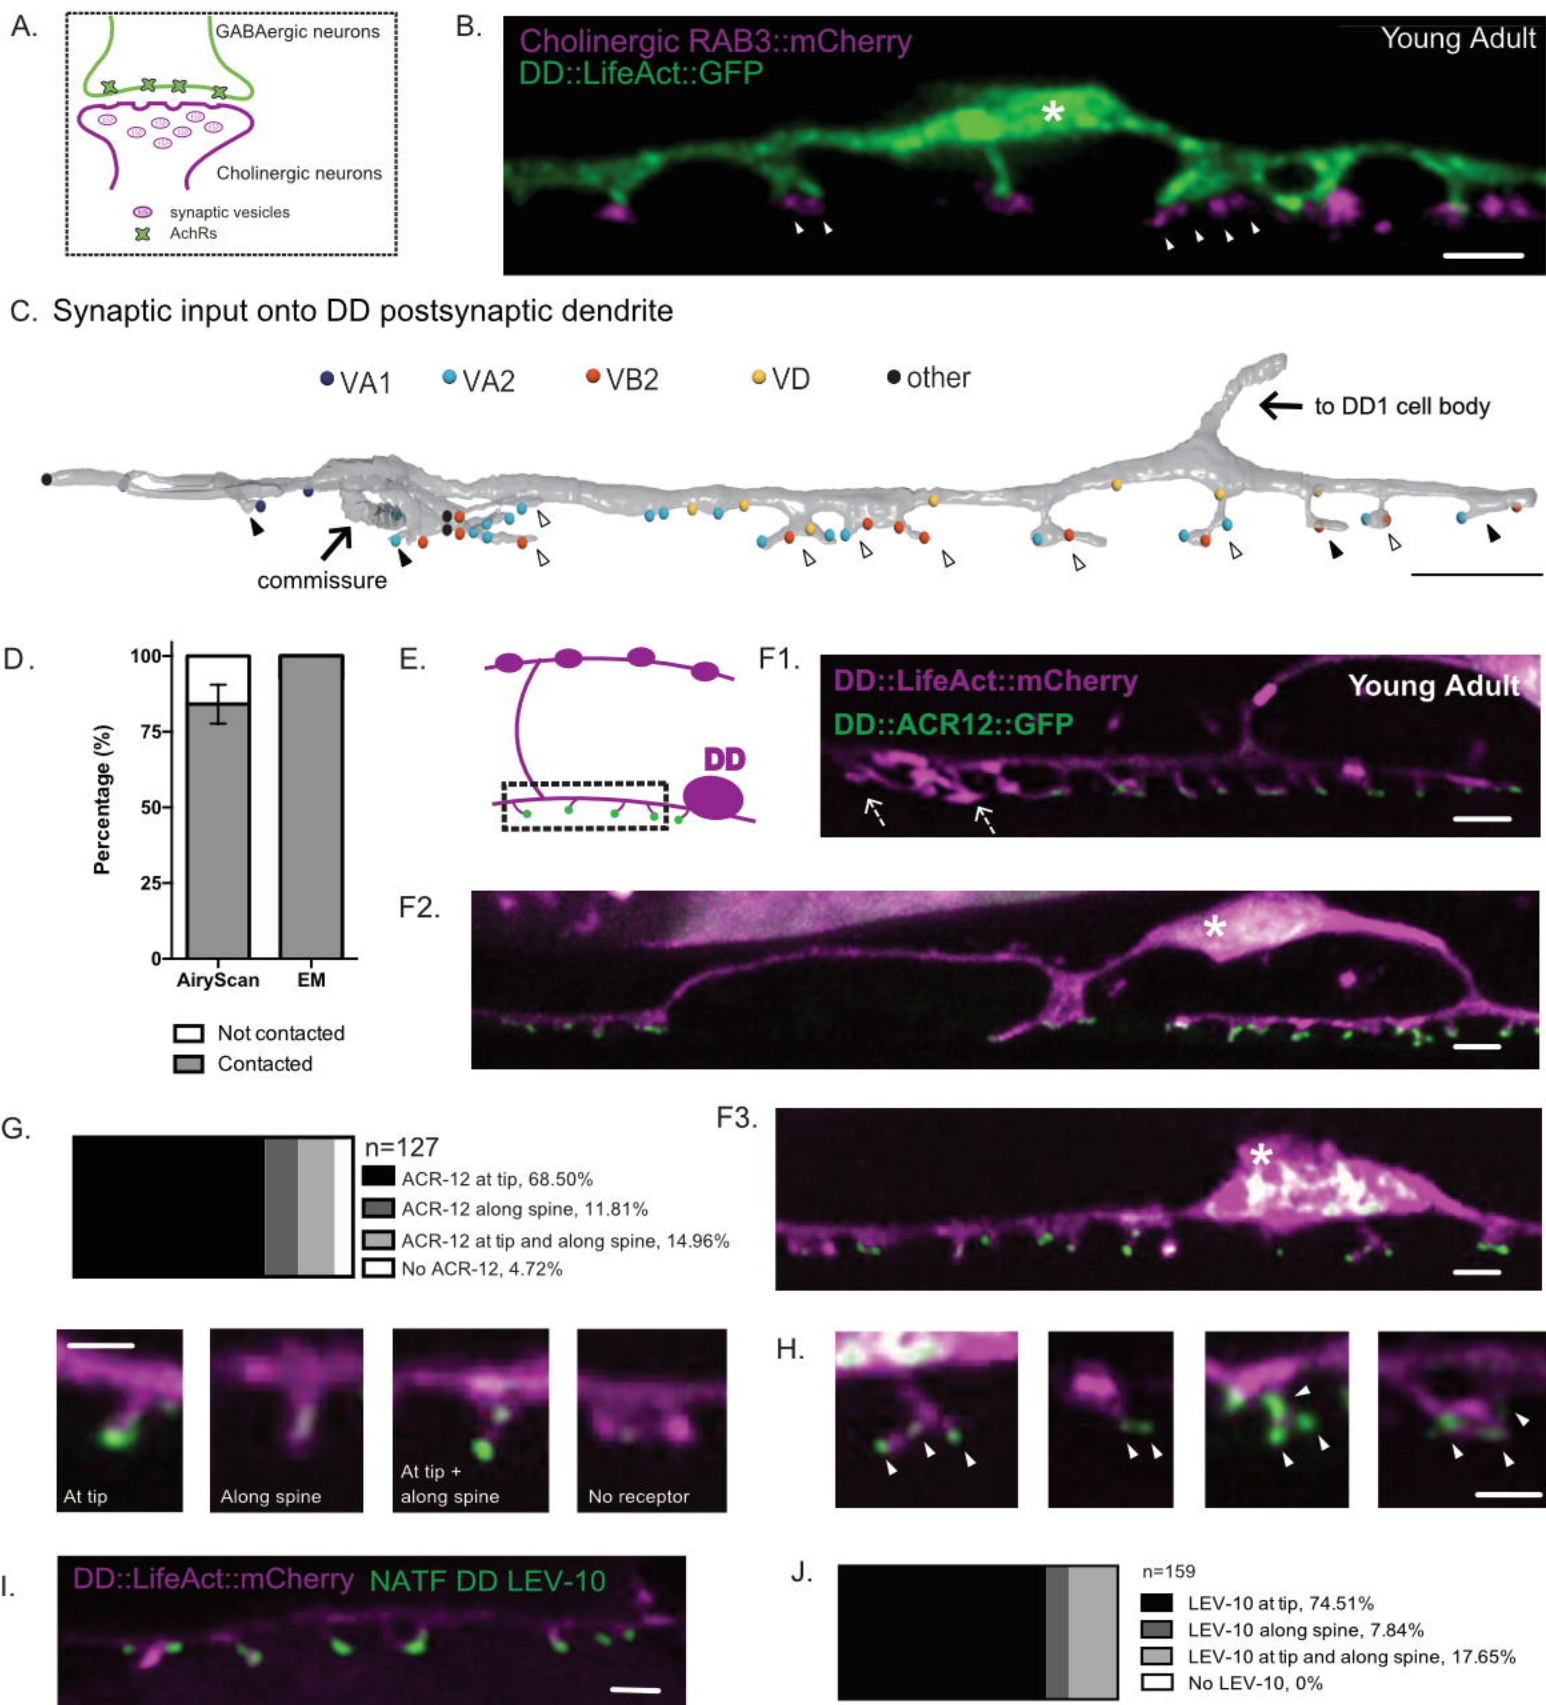 A.
GABAergic neurons
Cholinergic neurons
synaptic vesicles
AchRs
B.
Cholinergic RAB3::mCherry
DD::LifeAct::GFP
Young Adult
*
C. Synaptic input onto DD postsynaptic dendrite
VA1 VA2 VB2 VD other
to DD1 cell body
commissure
D.
Percentage (%)
100
75
50
25
0
AiryScan EM
Not contacted
Contacted
E.
DD
F1.
DD::LifeAct::mCherry
DD::ACR12::GFP
Young Adult
F2.
*
G.
n=127
ACR-12 at tip, 68.50%
ACR-12 along spine, 11.81%
ACR-12 at tip and along spine, 14.96%
No ACR-12, 4.72%
F3.
*
At tip
Along spine
At tip +
along spine
No receptor
H.
I.
DD::LifeAct::mCherry NATF DD LEV-10
J.
n=159
LEV-10 at tip, 74.51%
LEV-10 along spine, 7.84%
LEV-10 at tip and along spine, 17.65%
No LEV-10, 0%